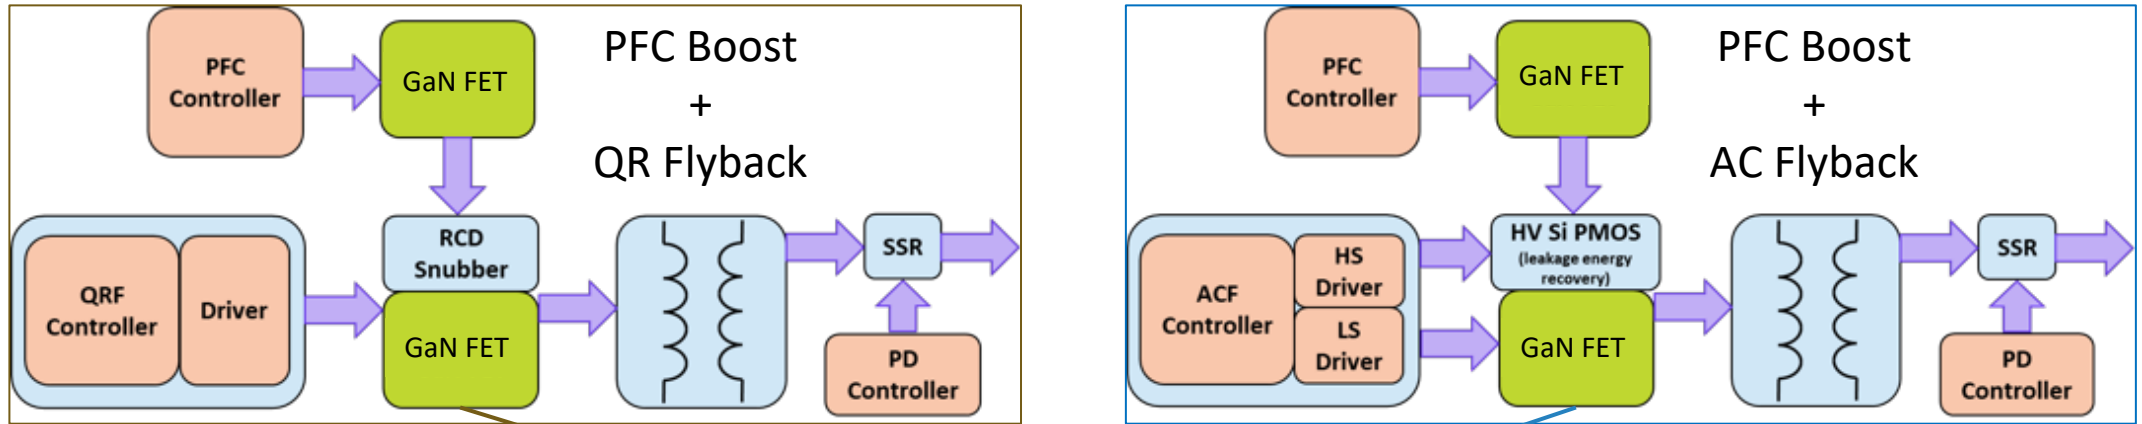 PFC
Controller
GaN FET
PFC Boost
+
QR Flyback
QRF
Controller
Driver
RCD
Snubber
GaN FET
SSR
PD
Controller
PFC
Controller
GaN FET
PFC Boost
+
AC Flyback
ACF
Controller
HS
Driver
LS
Driver
HV Si PMOS
(leakage energy
recovery)
GaN FET
SSR
PD
Controller